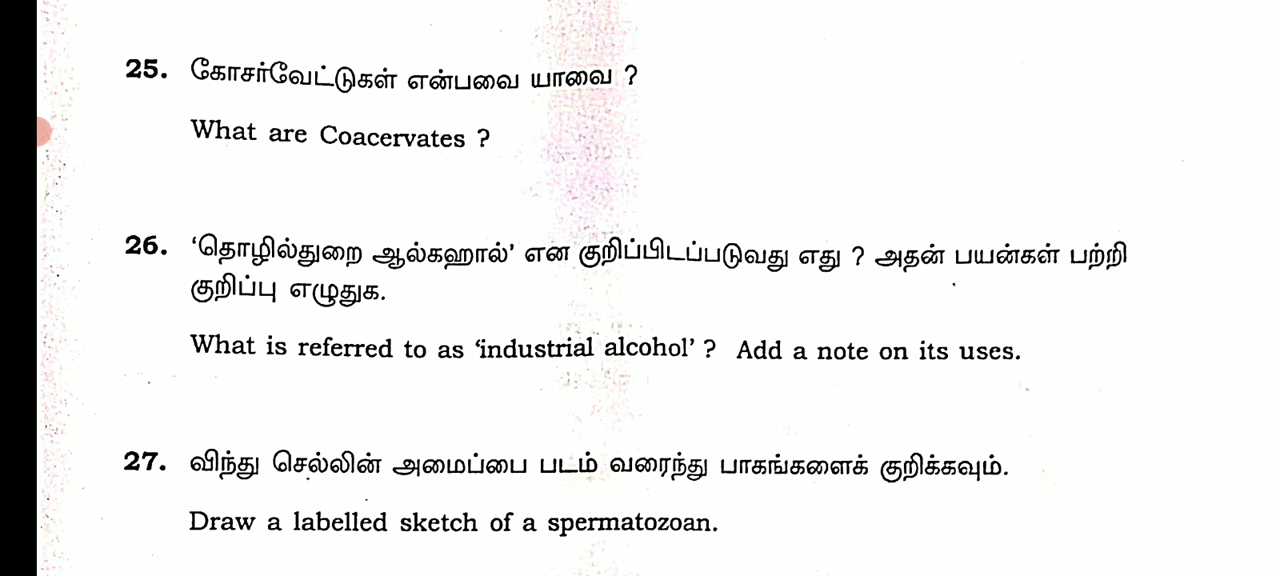 25. கோசர்வேட்டுகள் என்பவை யாவை ?
What are Coacervates ?
26. ‘தொழில்துறை ஆல்கஹால்’ என குறிப்பிடப்படுவது எது ? அதன் பயன்கள் பற்றி
குறிப்பு எழுதுக.
What is referred to as ‘industrial alcohol’ ? Add a note on its uses.
27. விந்து செல்லின் அமைப்பை படம் வரைந்து பாகங்களைக் குறிக்கவும்.
Draw a labelled sketch of a spermatozoan.